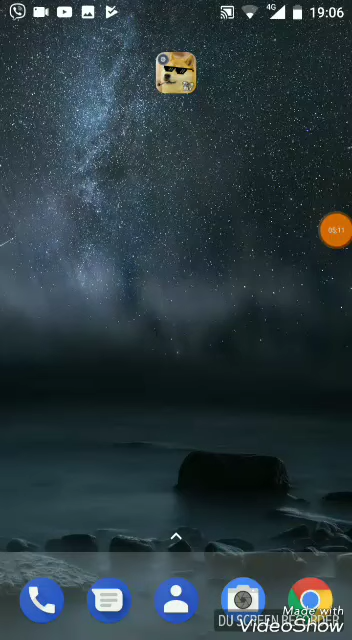 4G
19:06
05:11
DU SCREEN RECORDER
Made with
VideoShow